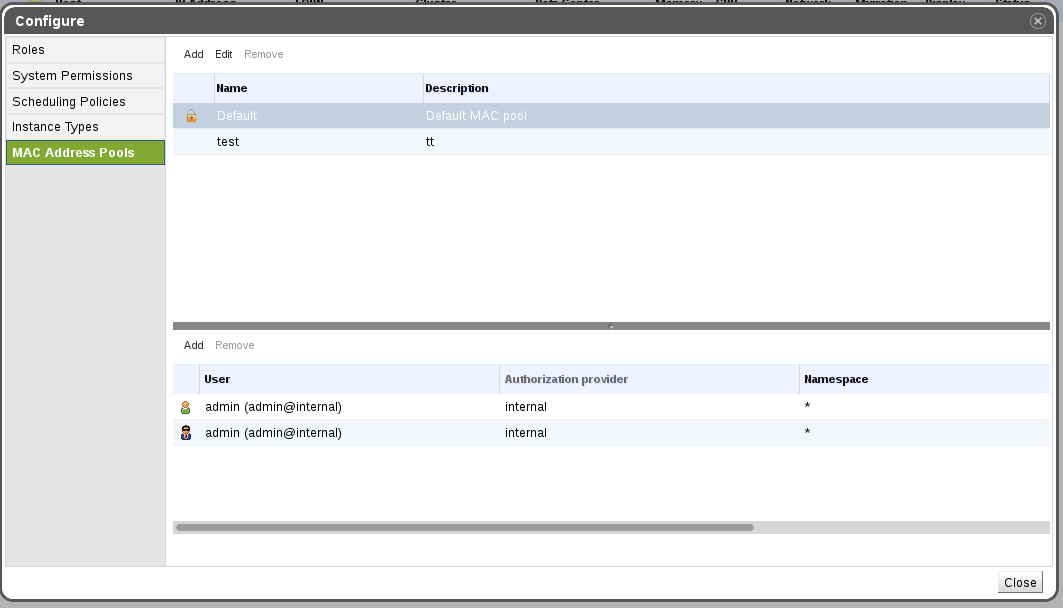 Configure
Roles
System Permissions
Scheduling Policies
Instance Types
MAC Address Pools
Add Edit Remove
Name Description
Default Default MAC pool
test tt
Add Remove
User Authorization provider Namespace
admin (admin@internal) internal *
admin (admin@internal) internal *
Close